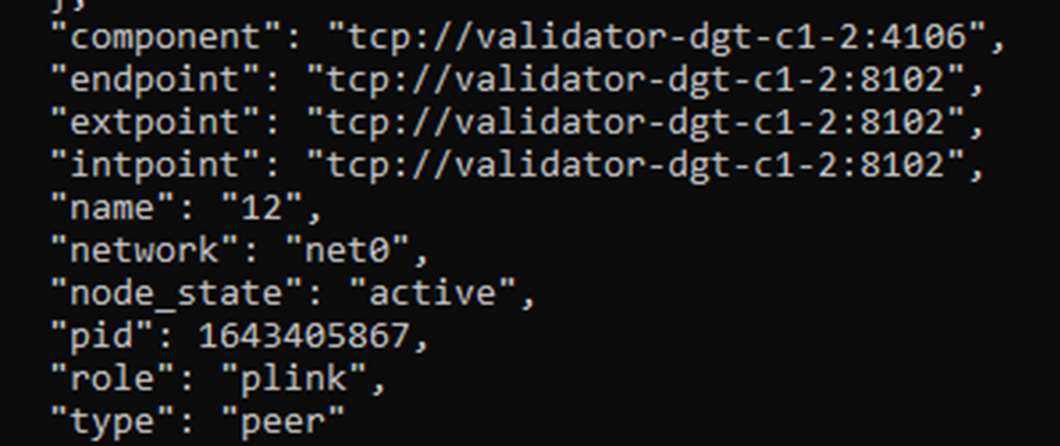 },
"component": "tcp://validator-dgt-c1-2:4106",
"endpoint": "tcp://validator-dgt-c1-2:8102",
"extpoint": "tcp://validator-dgt-c1-2:8102",
"intpoint": "tcp://validator-dgt-c1-2:8102",
"name": "12",
"network": "net0",
"node_state": "active",
"pid": 1643405867,
"role": "plink",
"type": "peer"